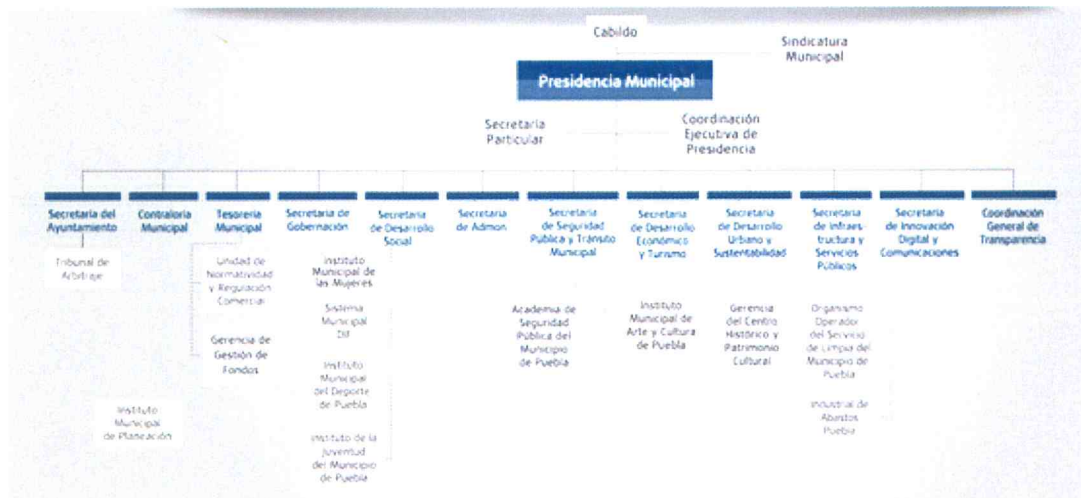 Cabildo
Sindicatura
Municipal
Presidencia Municipal
Secretaría
Particular
Coordinación
Ejecutiva de
Presidencia
Secretaría del
Ayuntamiento
Contraloría
Municipal
Tesorería
Municipal
Secretaría de
Gobernación
Secretaría
de Desarrollo
Social
Secretaría
de Admon
Secretaría
de Seguridad
Pública y Tránsito
Municipal
Secretaría
de Desarrollo
Económico
y Turismo
Secretaría
de Desarrollo
Urbano y
Sustentabilidad
Secretaría
de Infraes-
tructura y
Servicios
Públicos
Secretaría
de Innovación
Digital y
Comunicaciones
Coordinación
General de
Transparencia
Tribunal de
Arbitraje
Unidad de
Normatividad
y Regulación
Comercial
Gerencia de
Gestión de
Fondos
Instituto
Municipal
de Planeación
Instituto
Municipal de
las Mujeres
Sistema
Municipal
Dif
Instituto
Municipal
del Deporte
de Puebla
Instituto de la
Juventud
del Municipio
de Puebla
Academia de
Seguridad
Pública del
Municipio
de Puebla
Instituto
Municipal de
Arte y Cultura
de Puebla
Gerencia
del Centro
Histórico y
Patrimonio
Cultural
Organismo
Operador
del Servicio
de Limpia del
Municipio de
Puebla
Industrial de
Abastos
Puebla